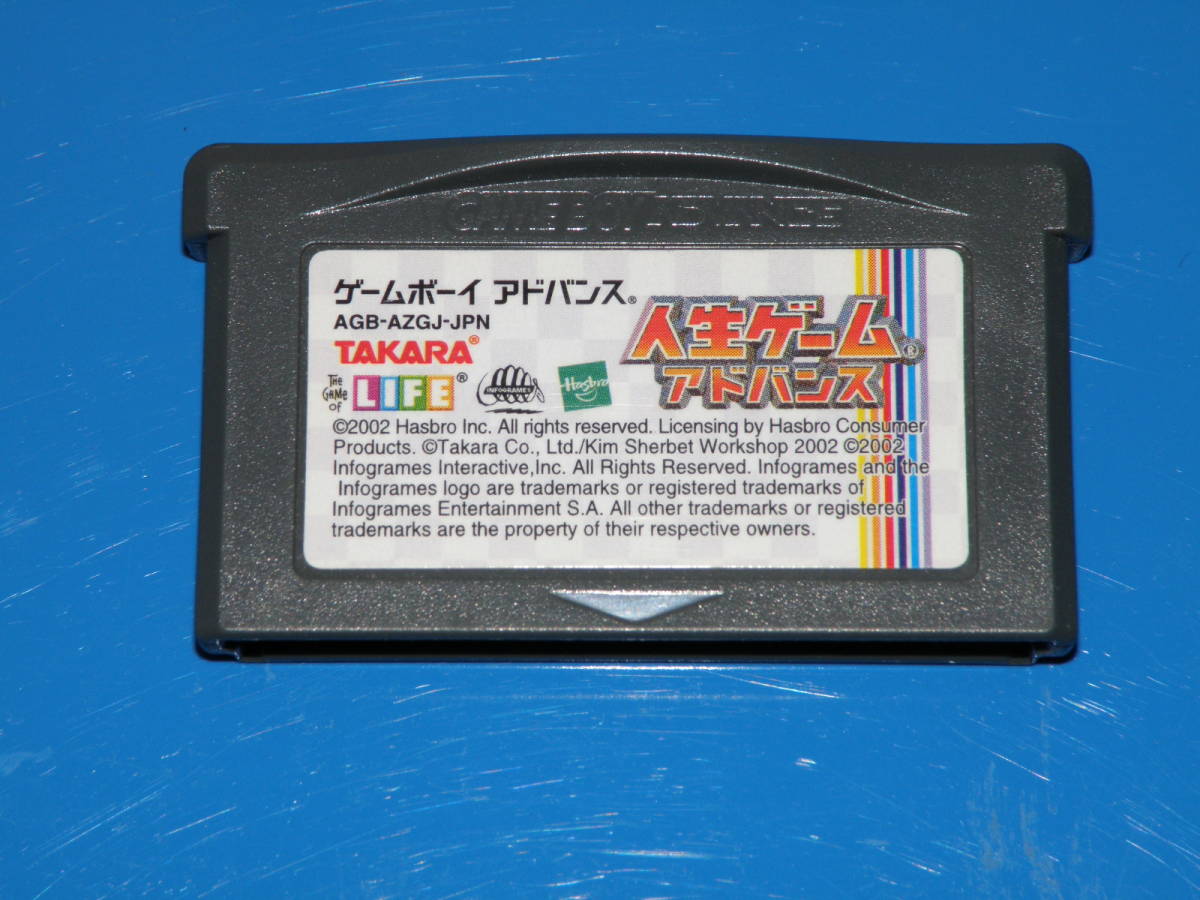 GAME BOY ADVANCE
ゲームボーイ アドバンス®
AGB-AZGJ-JPN
TAKARA®
THE GAME OF LIFE®
INFOGRAMES
Hasbro
人生ゲーム®
アドバンス
©2002 Hasbro Inc. All rights reserved. Licensing by Hasbro Consumer
Products. ©Takara Co., Ltd./Kim Sherbet Workshop 2002 ©2002
Infogrames Interactive,Inc. All Rights Reserved. Infogrames and the
Infogrames logo are trademarks or registered trademarks of
Infogrames Entertainment S.A. All other trademarks or registered
trademarks are the property of their respective owners.